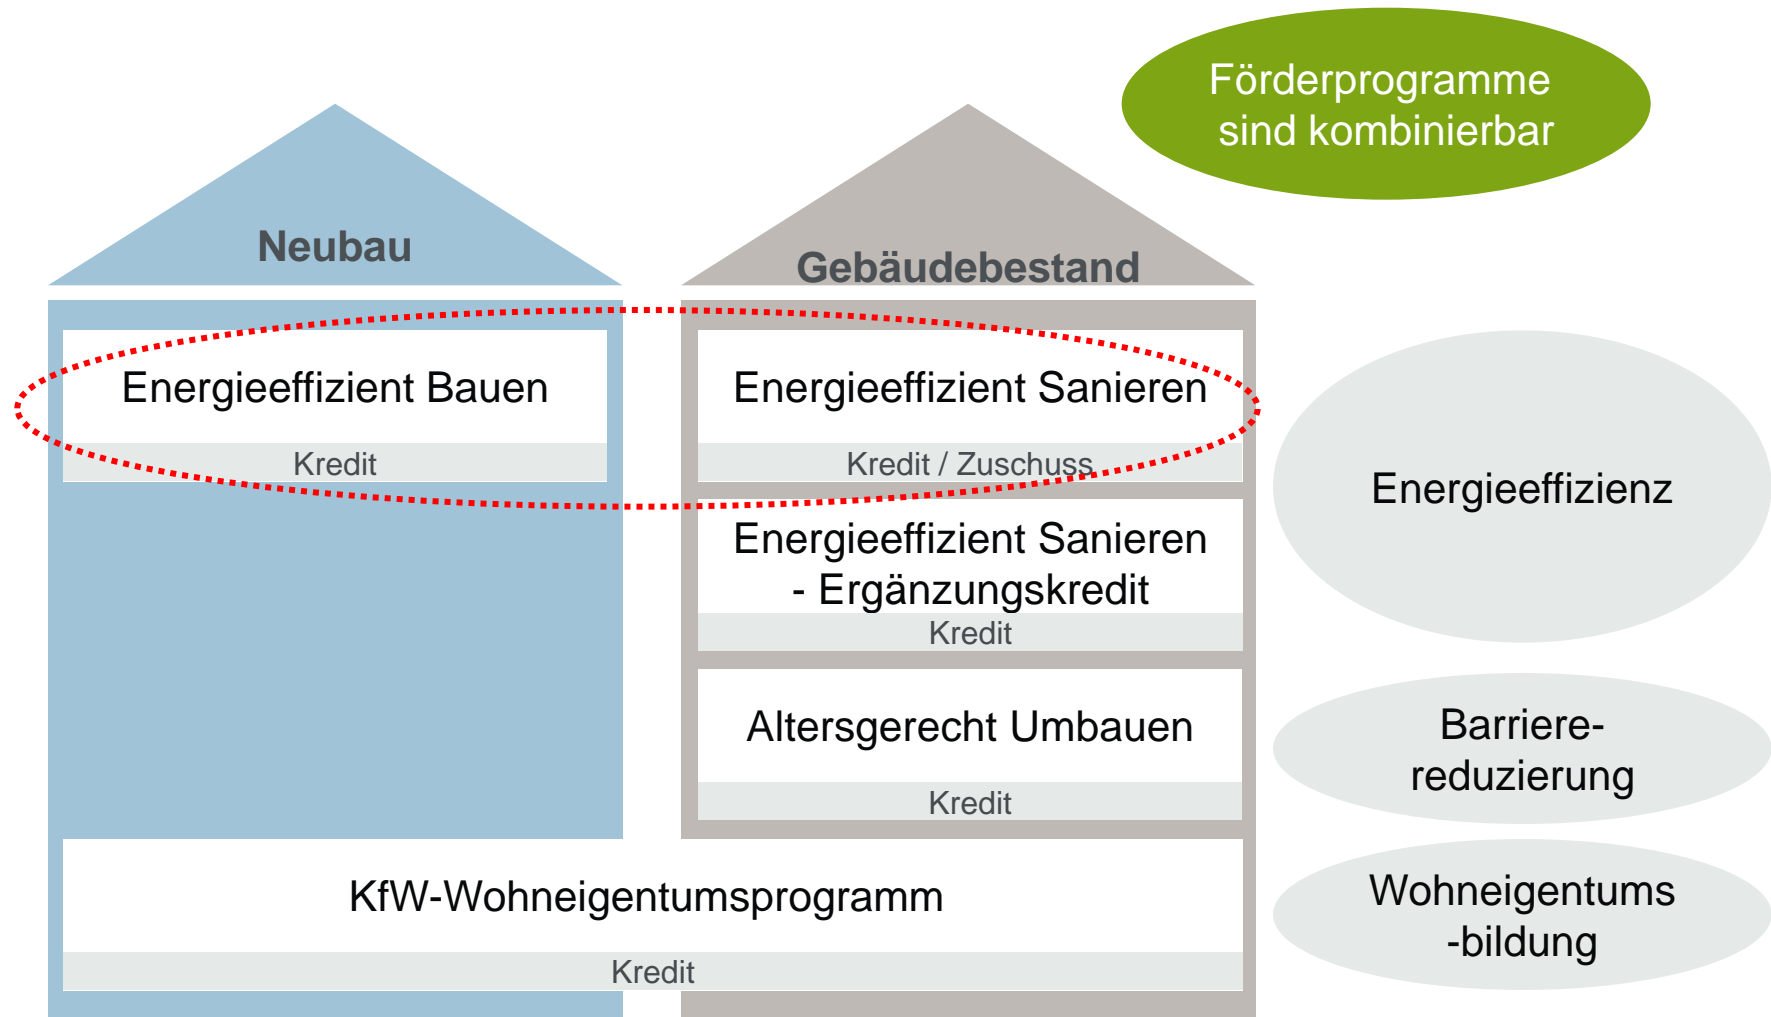 Förderprogramme
sind kombinierbar
Neubau
Gebäudebestand
Energieeffizient Bauen
Kredit
Energieeffizient Sanieren
Kredit / Zuschuss
Energieeffizient Sanieren
- Ergänzungskredit
Kredit
Altersgerecht Umbauen
Kredit
KfW-Wohneigentumsprogramm
Kredit
Energieeffizienz
Barriere-
reduzierung
Wohneigentums
-bildung